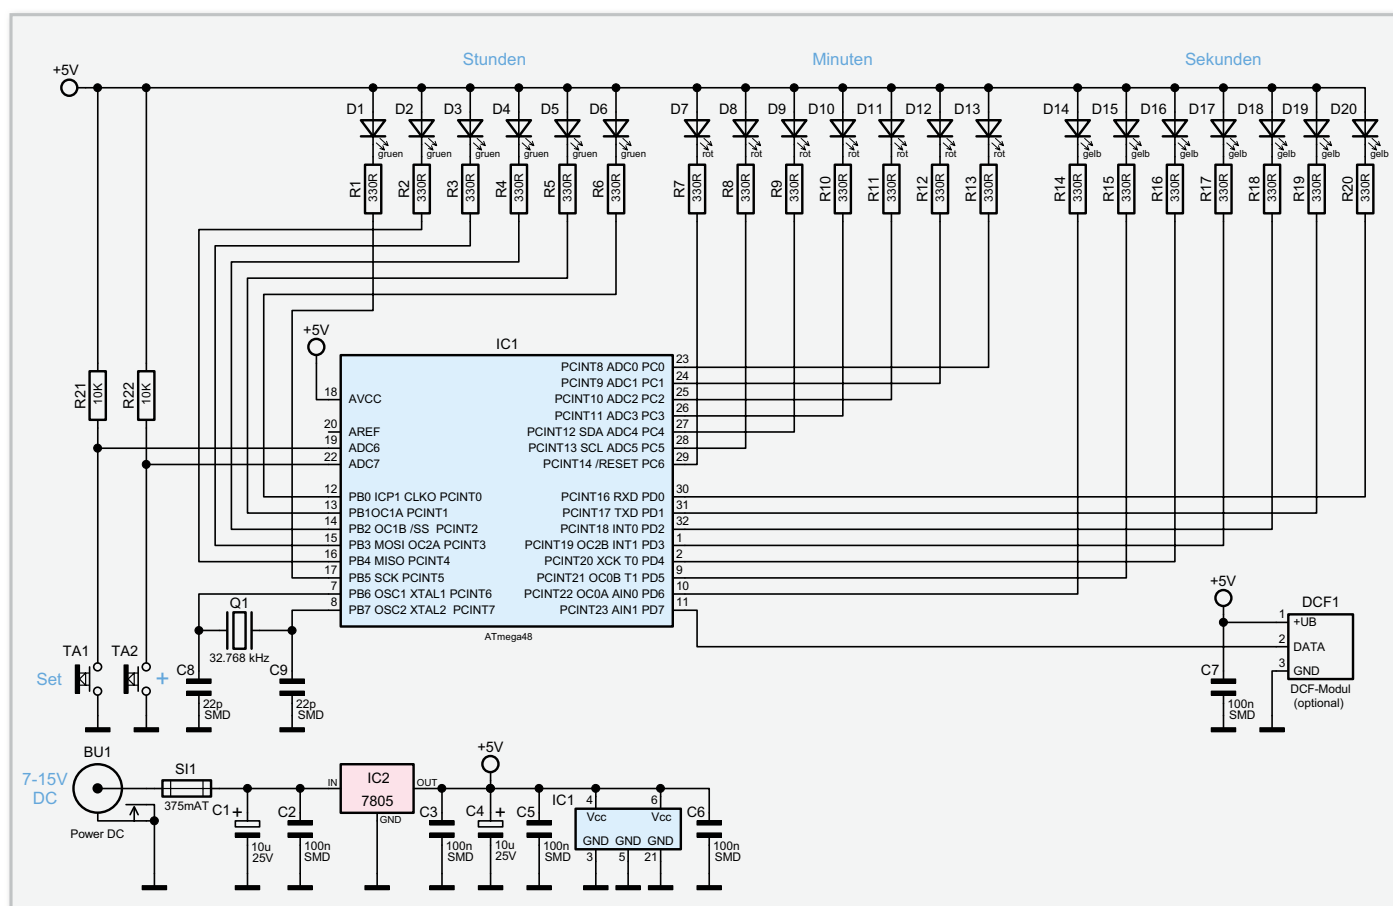 Stunden Minuten Sekunden
+5V
D1 D2 D3 D4 D5 D6 D7 D8 D9 D10 D11 D12 D13 D14 D15 D16 D17 D18 D19 D20
gruen gruen gruen gruen gruen gruen rot rot rot rot rot rot rot gelb gelb gelb gelb gelb gelb gelb
R1 R2 R3 R4 R5 R6 R7 R8 R9 R10 R11 R12 R13 R14 R15 R16 R17 R18 R19 R20
330R 330R 330R 330R 330R 330R 330R 330R 330R 330R 330R 330R 330R 330R 330R 330R 330R 330R 330R 330R
+5V
IC1
R21 10K R22 10K
18 AVCC
20 AREF
19 ADC6
22 ADC7
12 PB0 ICP1 CLKO PCINT0
13 PB1OC1A PCINT1
14 PB2 OC1B /SS PCINT2
15 PB3 MOSI OC2A PCINT3
16 PB4 MISO PCINT4
17 PB5 SCK PCINT5
7 PB6 OSC1 XTAL1 PCINT6
8 PB7 OSC2 XTAL2 PCINT7
PCINT8 ADC0 PC0 23
PCINT9 ADC1 PC1 24
PCINT10 ADC2 PC2 25
PCINT11 ADC3 PC3 26
PCINT12 SDA ADC4 PC4 27
PCINT13 SCL ADC5 PC5 28
PCINT14 /RESET PC6 29
PCINT16 RXD PD0 30
PCINT17 TXD PD1 31
PCINT18 INT0 PD2 32
PCINT19 OC2B INT1 PD3 1
PCINT20 XCK T0 PD4 2
PCINT21 OC0B T1 PD5 9
PCINT22 OC0A AIN0 PD6 10
PCINT23 AIN1 PD7 11
ATmega48
Q1
32.768 kHz
TA1 TA2
Set +
C8
22p
SMD
C9
22p
SMD
+5V
DCF1
1 +UB
2 DATA
3 GND
DCF-Modul
(optional)
C7
100n
SMD
BU1
7-15V
DC
Power DC
SI1
375mAT
C1 +
10u
25V
C2
100n
SMD
IN IC2 OUT
7805
GND
+5V
C3
100n
SMD
C4 +
10u
25V
C5
100n
SMD
IC1
4 6
Vcc Vcc
GND GND GND
3 5 21
C6
100n
SMD